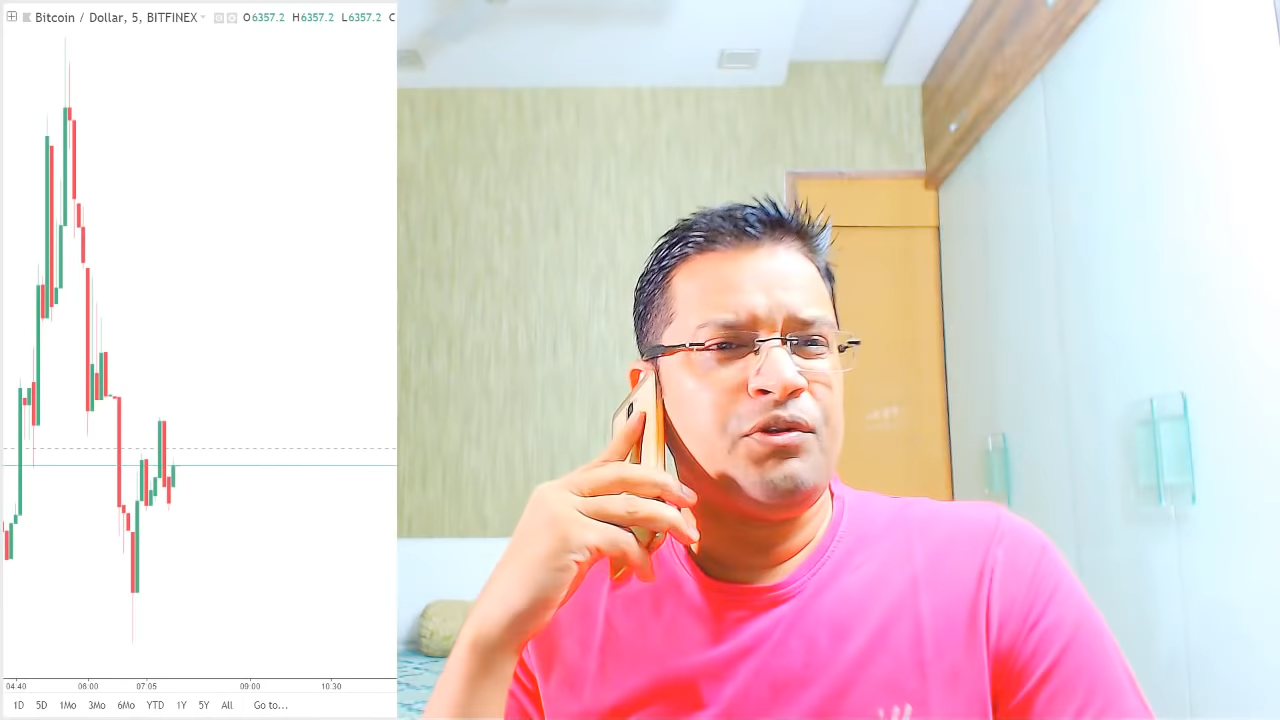 Bitcoin / Dollar, 5, BITFINEX O6357.2 H6357.2 L6357.2 C
04:40 06:00 07:05 09:00 10:30
1D 5D 1Mo 3Mo 6Mo YTD 1Y 5Y All Go to...